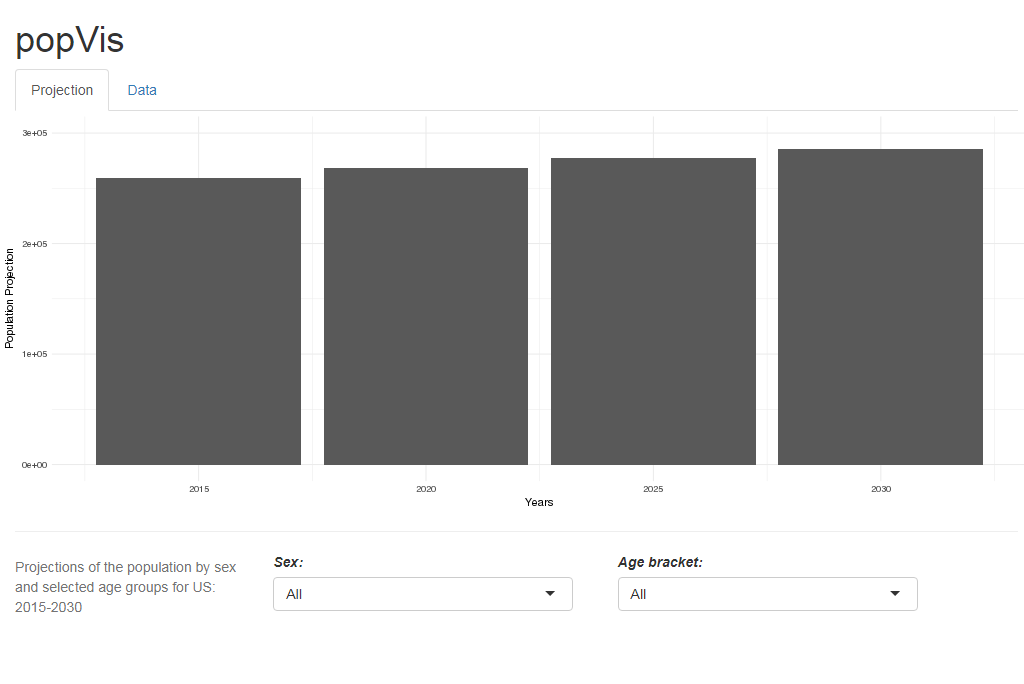 popVis
Projection
Data
3e+05
2e+05
1e+05
0e+00
Population Projection
2015
2020
2025
2030
Years
Projections of the population by sex
and selected age groups for US:
2015-2030
Sex:
All
Age bracket:
All